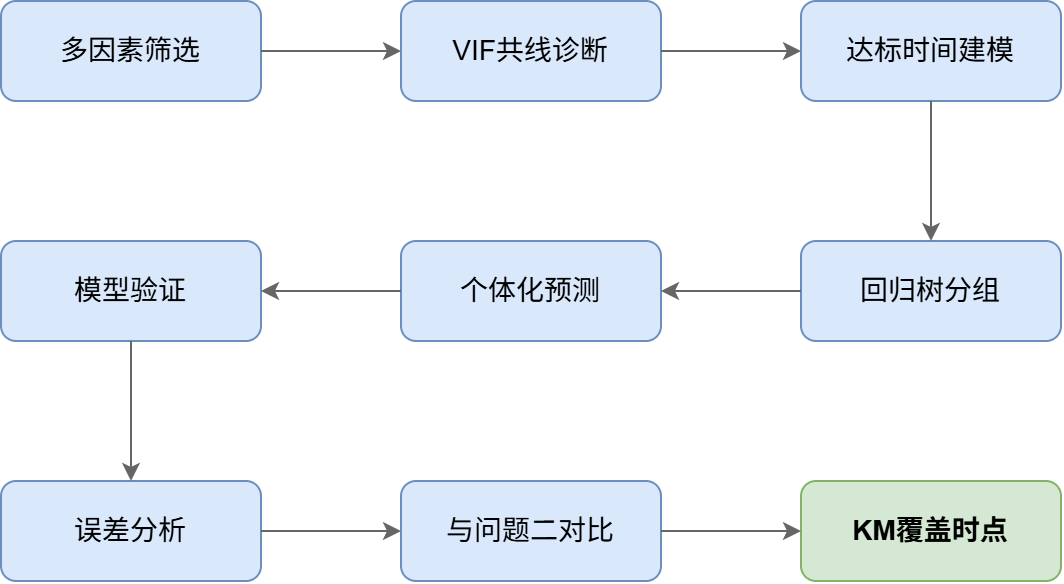 多因素筛选
VIF共线诊断
达标时间建模
回归树分组
个体化预测
模型验证
误差分析
与问题二对比
KM覆盖时点